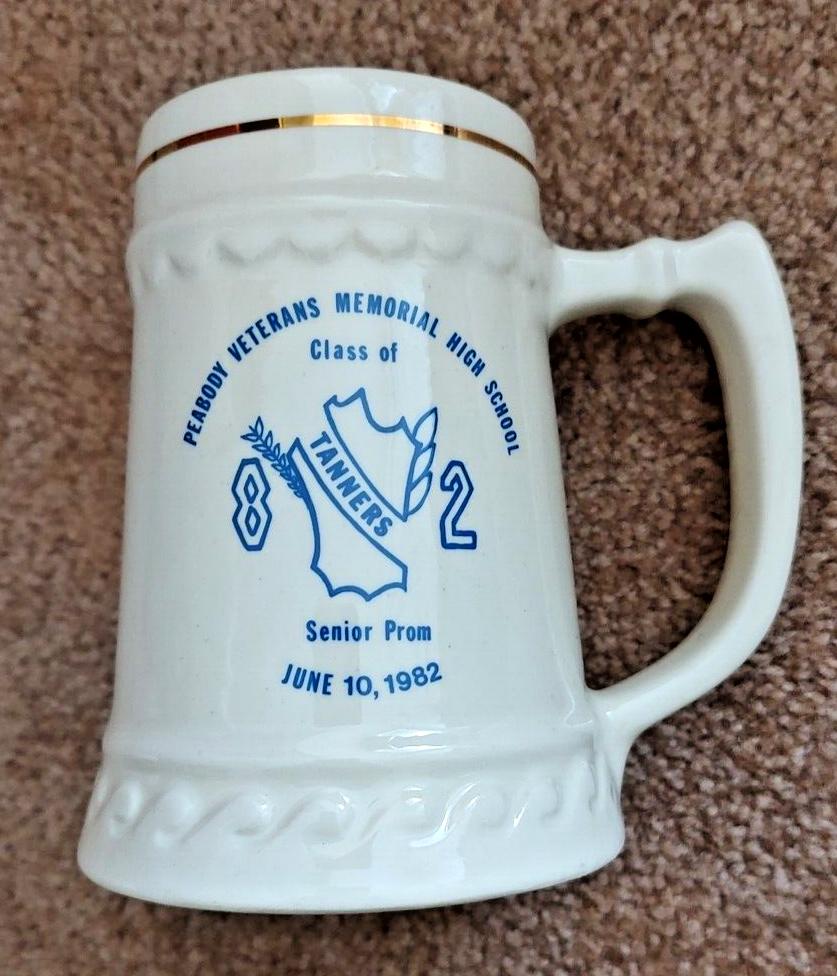 PEABODY VETERANS MEMORIAL HIGH SCHOOL
Class of
TANNERS
8 2
Senior Prom
JUNE 10, 1982